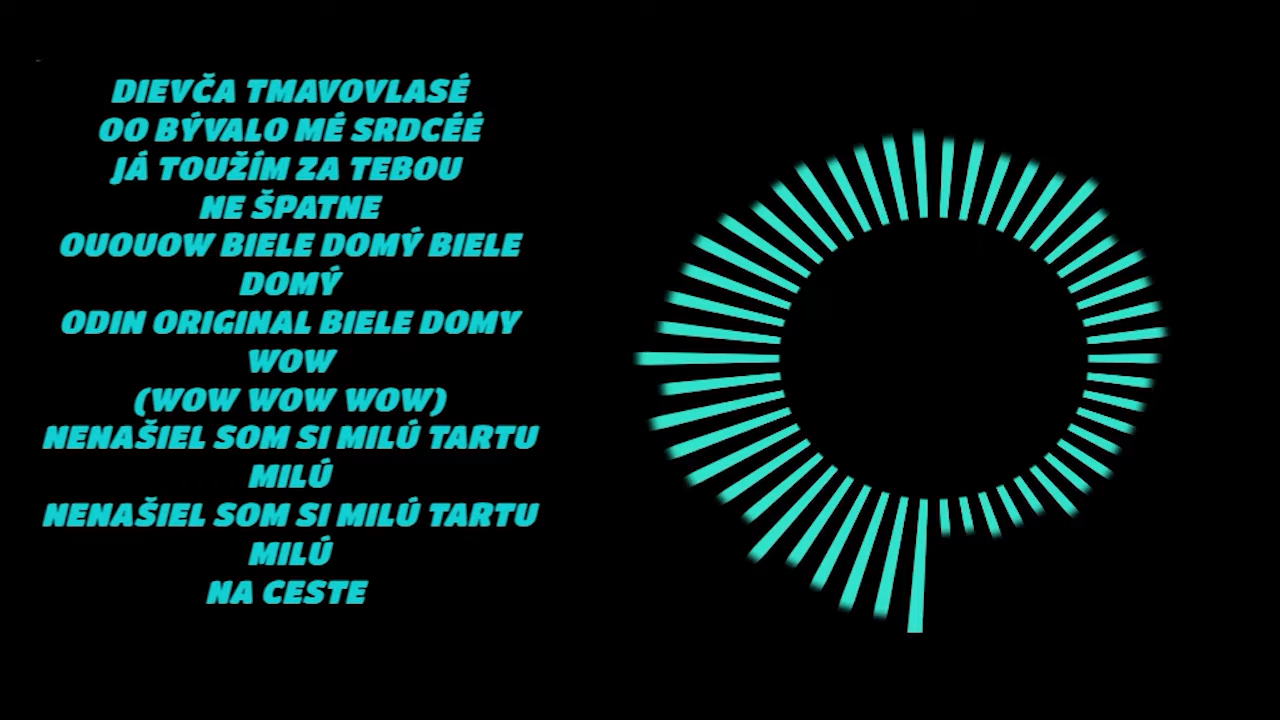 DIEVČA TMAVOVLASÉ
OO BÝVALO MÉ SRDCÉÉ
JÁ TOUŽÍM ZA TEBOU
NE ŠPATNE
OUOUOW BIELE DOMÝ BIELE
DOMÝ
ODIN ORIGINAL BIELE DOMY
WOW
(WOW WOW WOW)
NENAŠIEL SOM SI MILÚ TARTU
MILÚ
NENAŠIEL SOM SI MILÚ TARTU
MILÚ
NA CESTE